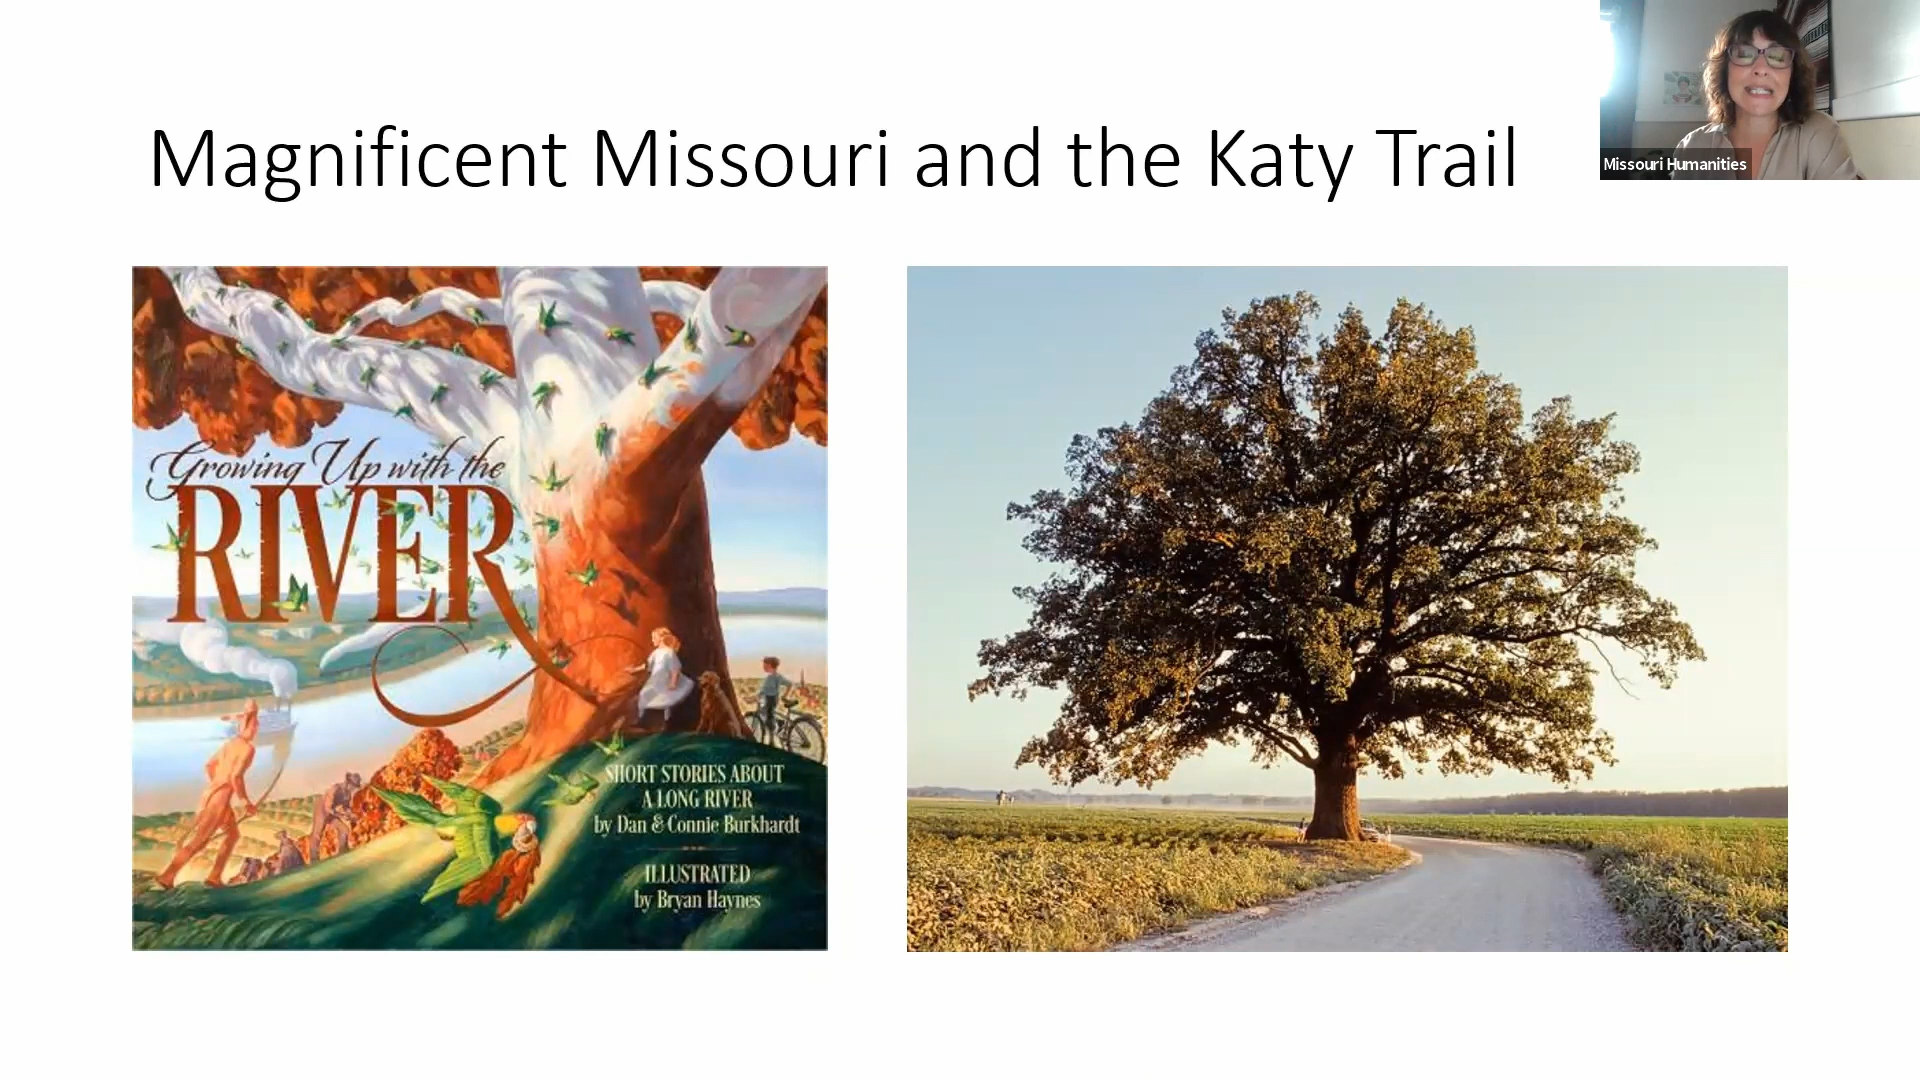 Magnificent Missouri and the Katy Trail
Missouri Humanities
Growing Up with the
RIVER
SHORT STORIES ABOUT
A LONG RIVER
by Dan & Connie Burkhardt
ILLUSTRATED
by Bryan Haynes